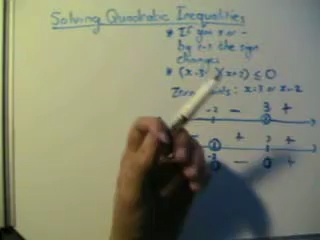 Solving Quadratic Inequalities
* If you x or ÷
by (-) the sign
changes
* (x-3)(x+2) ≤ 0
Zero points: x=3 or x=-2
-2 - 3 +
+ +
-2 3
- +